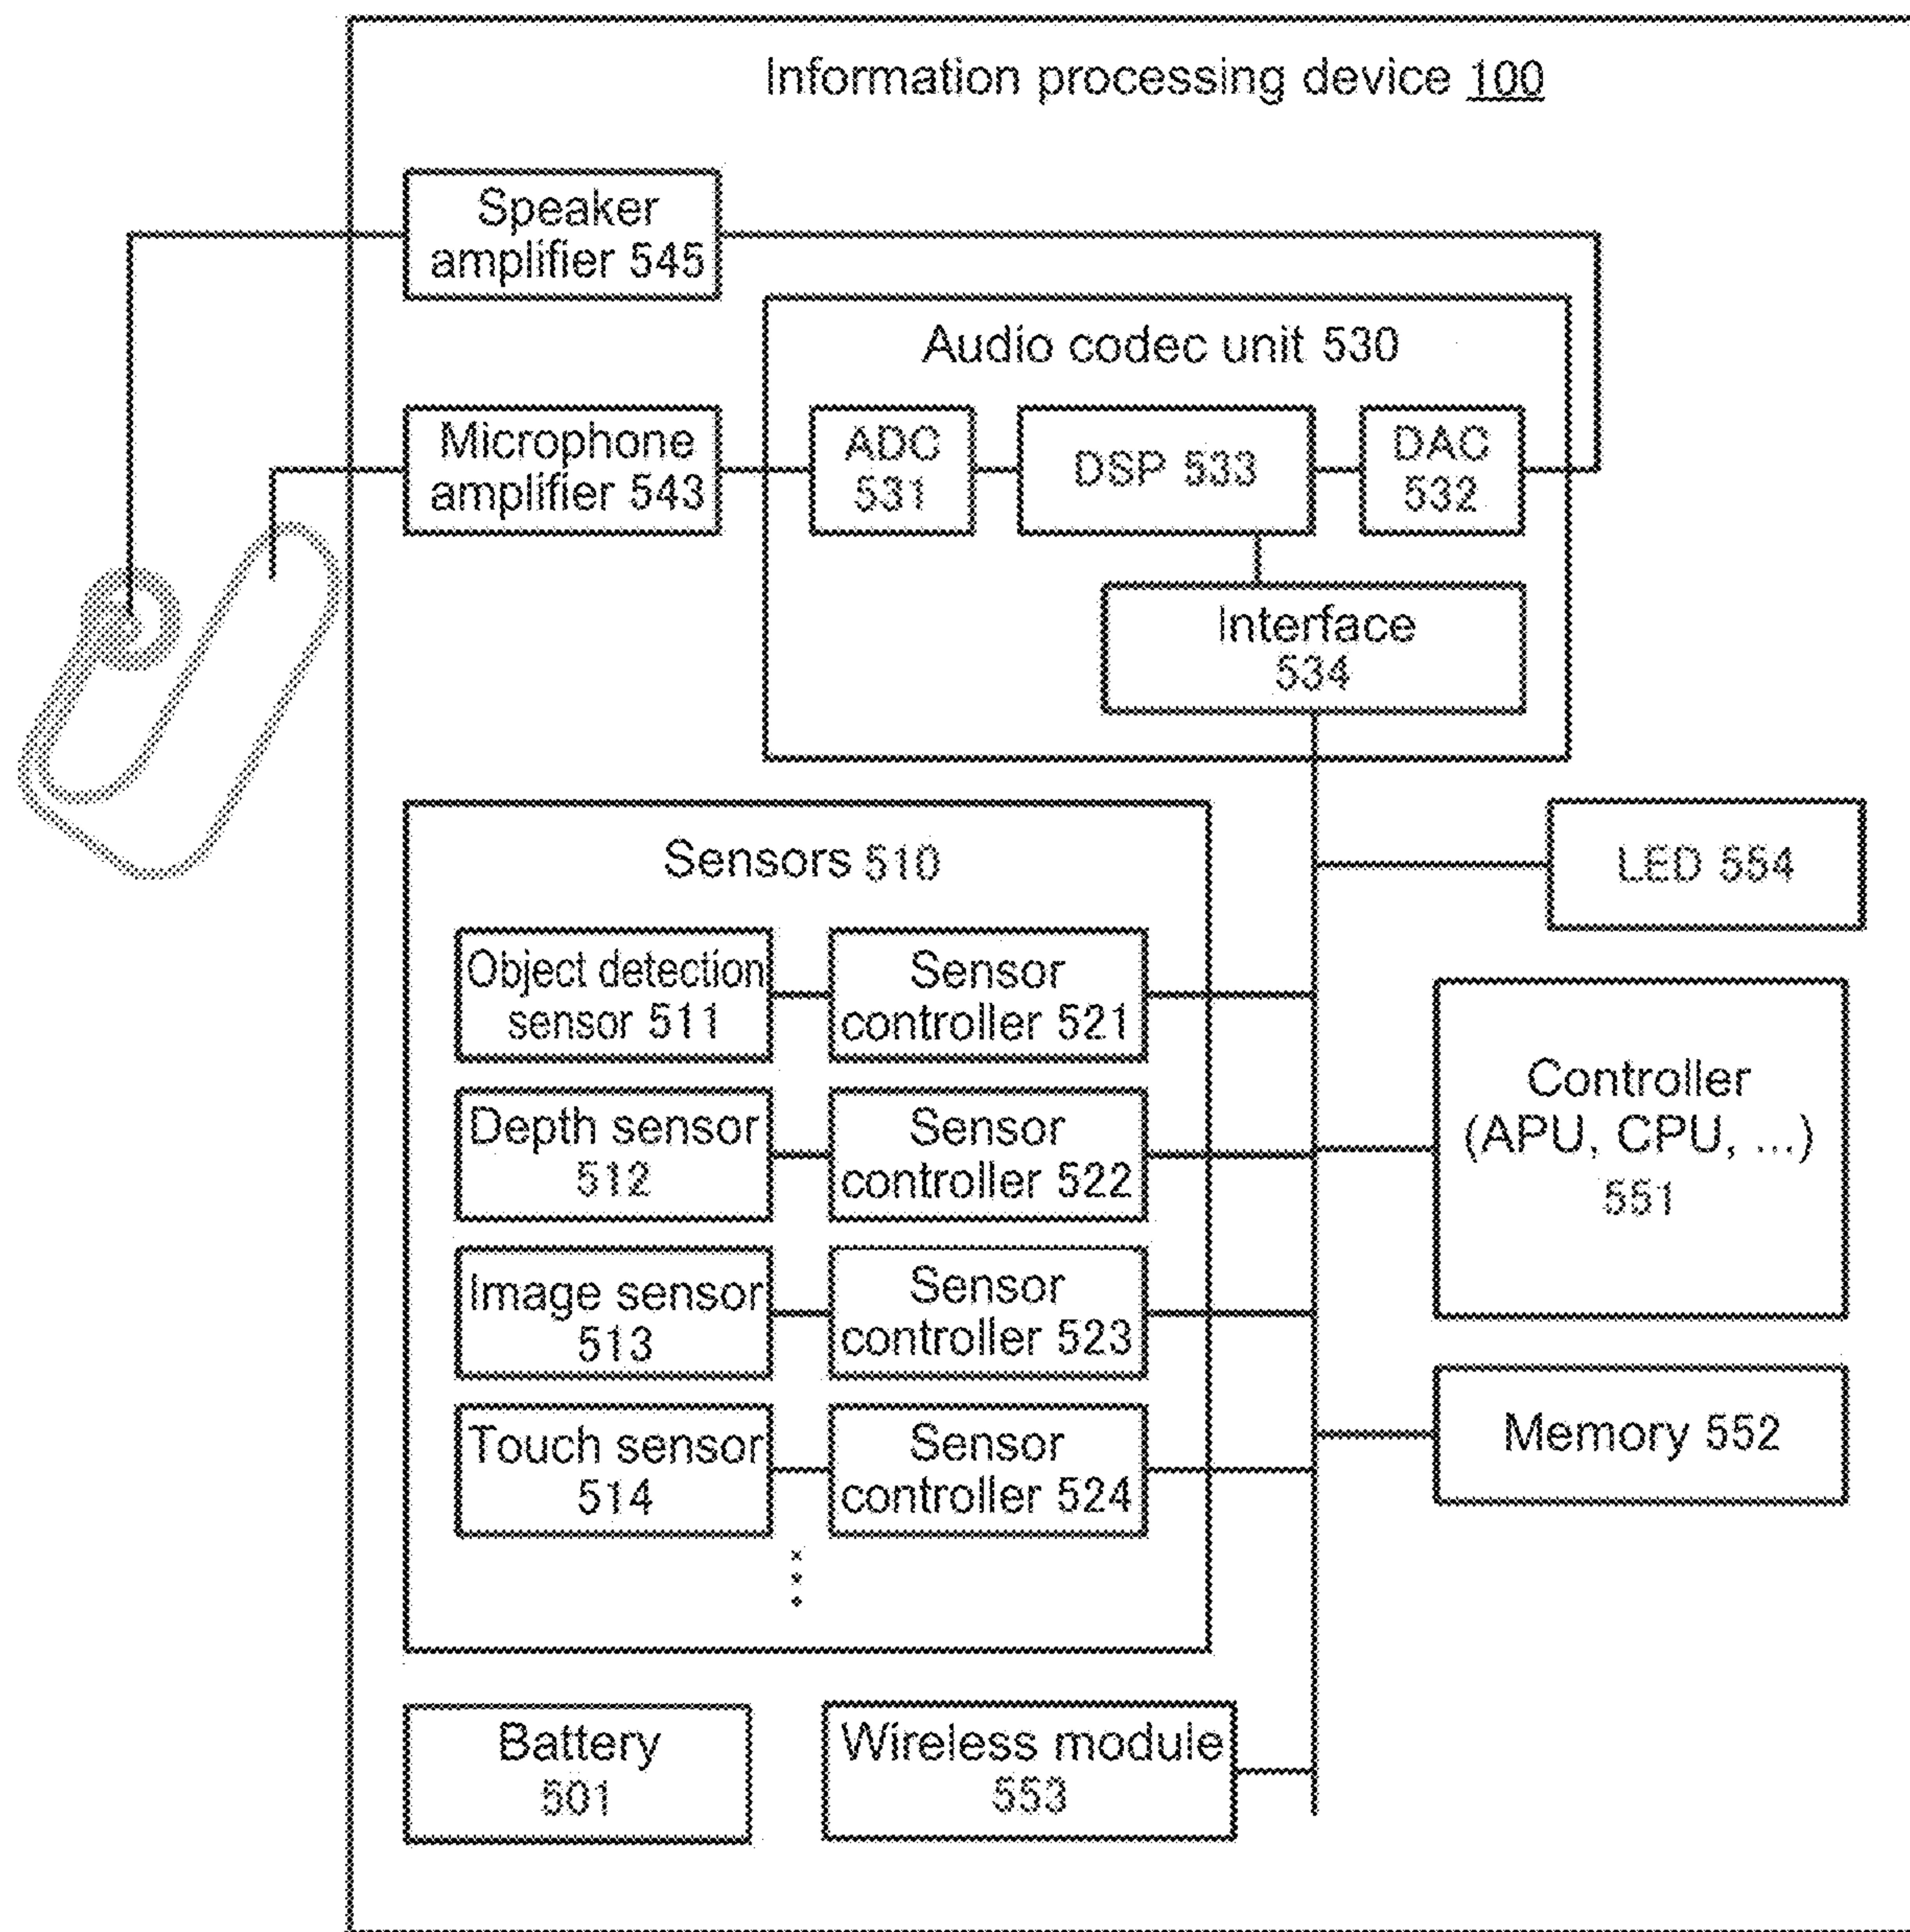 Information processing device 100
Speaker
amplifier 545
Audio codec unit 530
Microphone
amplifier 543
ADC
531
DSP 533
DAC
532
Interface
534
Sensors 510
LED 554
Object detection
sensor 511
Sensor
controller 521
Depth sensor
512
Sensor
controller 522
Controller
(APU, CPU, ...)
551
Image sensor
513
Sensor
controller 523
Memory 552
Touch sensor
514
Sensor
controller 524
Battery
501
Wireless module
553